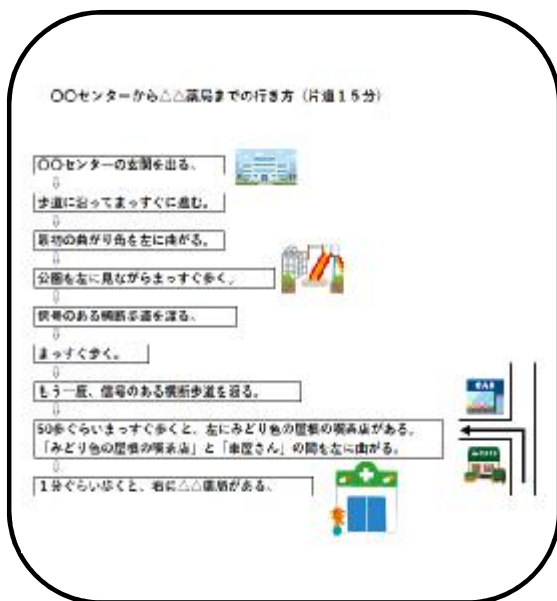 〇〇センターから△△薬局までの行き方（片道１５分）
〇〇センターの玄関を出る、
⇩
歩道に沿ってまっすぐに進む。
⇩
最初の曲がり角を左に曲がる。
⇩
公園を左に見ながらまっすぐ歩く、
⇩
信号のある横断歩道を渡る、
⇩
まっすぐ歩く。
⇩
もう一度、信号のある横断歩道を渡る。
⇩
50歩ぐらいまっすぐ歩くと、左にみどり色の屋根の喫茶店がある。
「みどり色の屋根の喫茶店」と「車屋さん」の間を左に曲がる。
⇩
１分ぐらい歩くと、右に△△薬局がある、